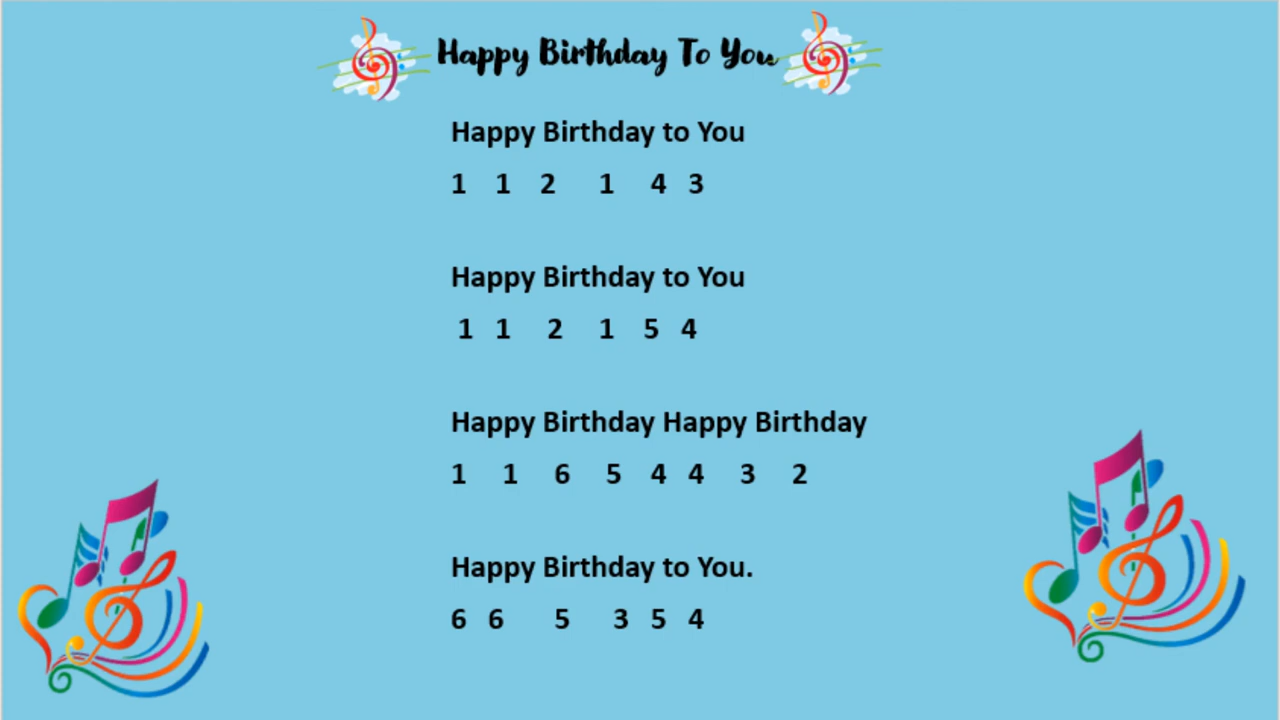 Happy Birthday To You
Happy Birthday to You
1 1 2 1 4 3
Happy Birthday to You
1 1 2 1 5 4
Happy Birthday Happy Birthday
1 1 6 5 4 4 3 2
Happy Birthday to You.
6 6 5 3 5 4